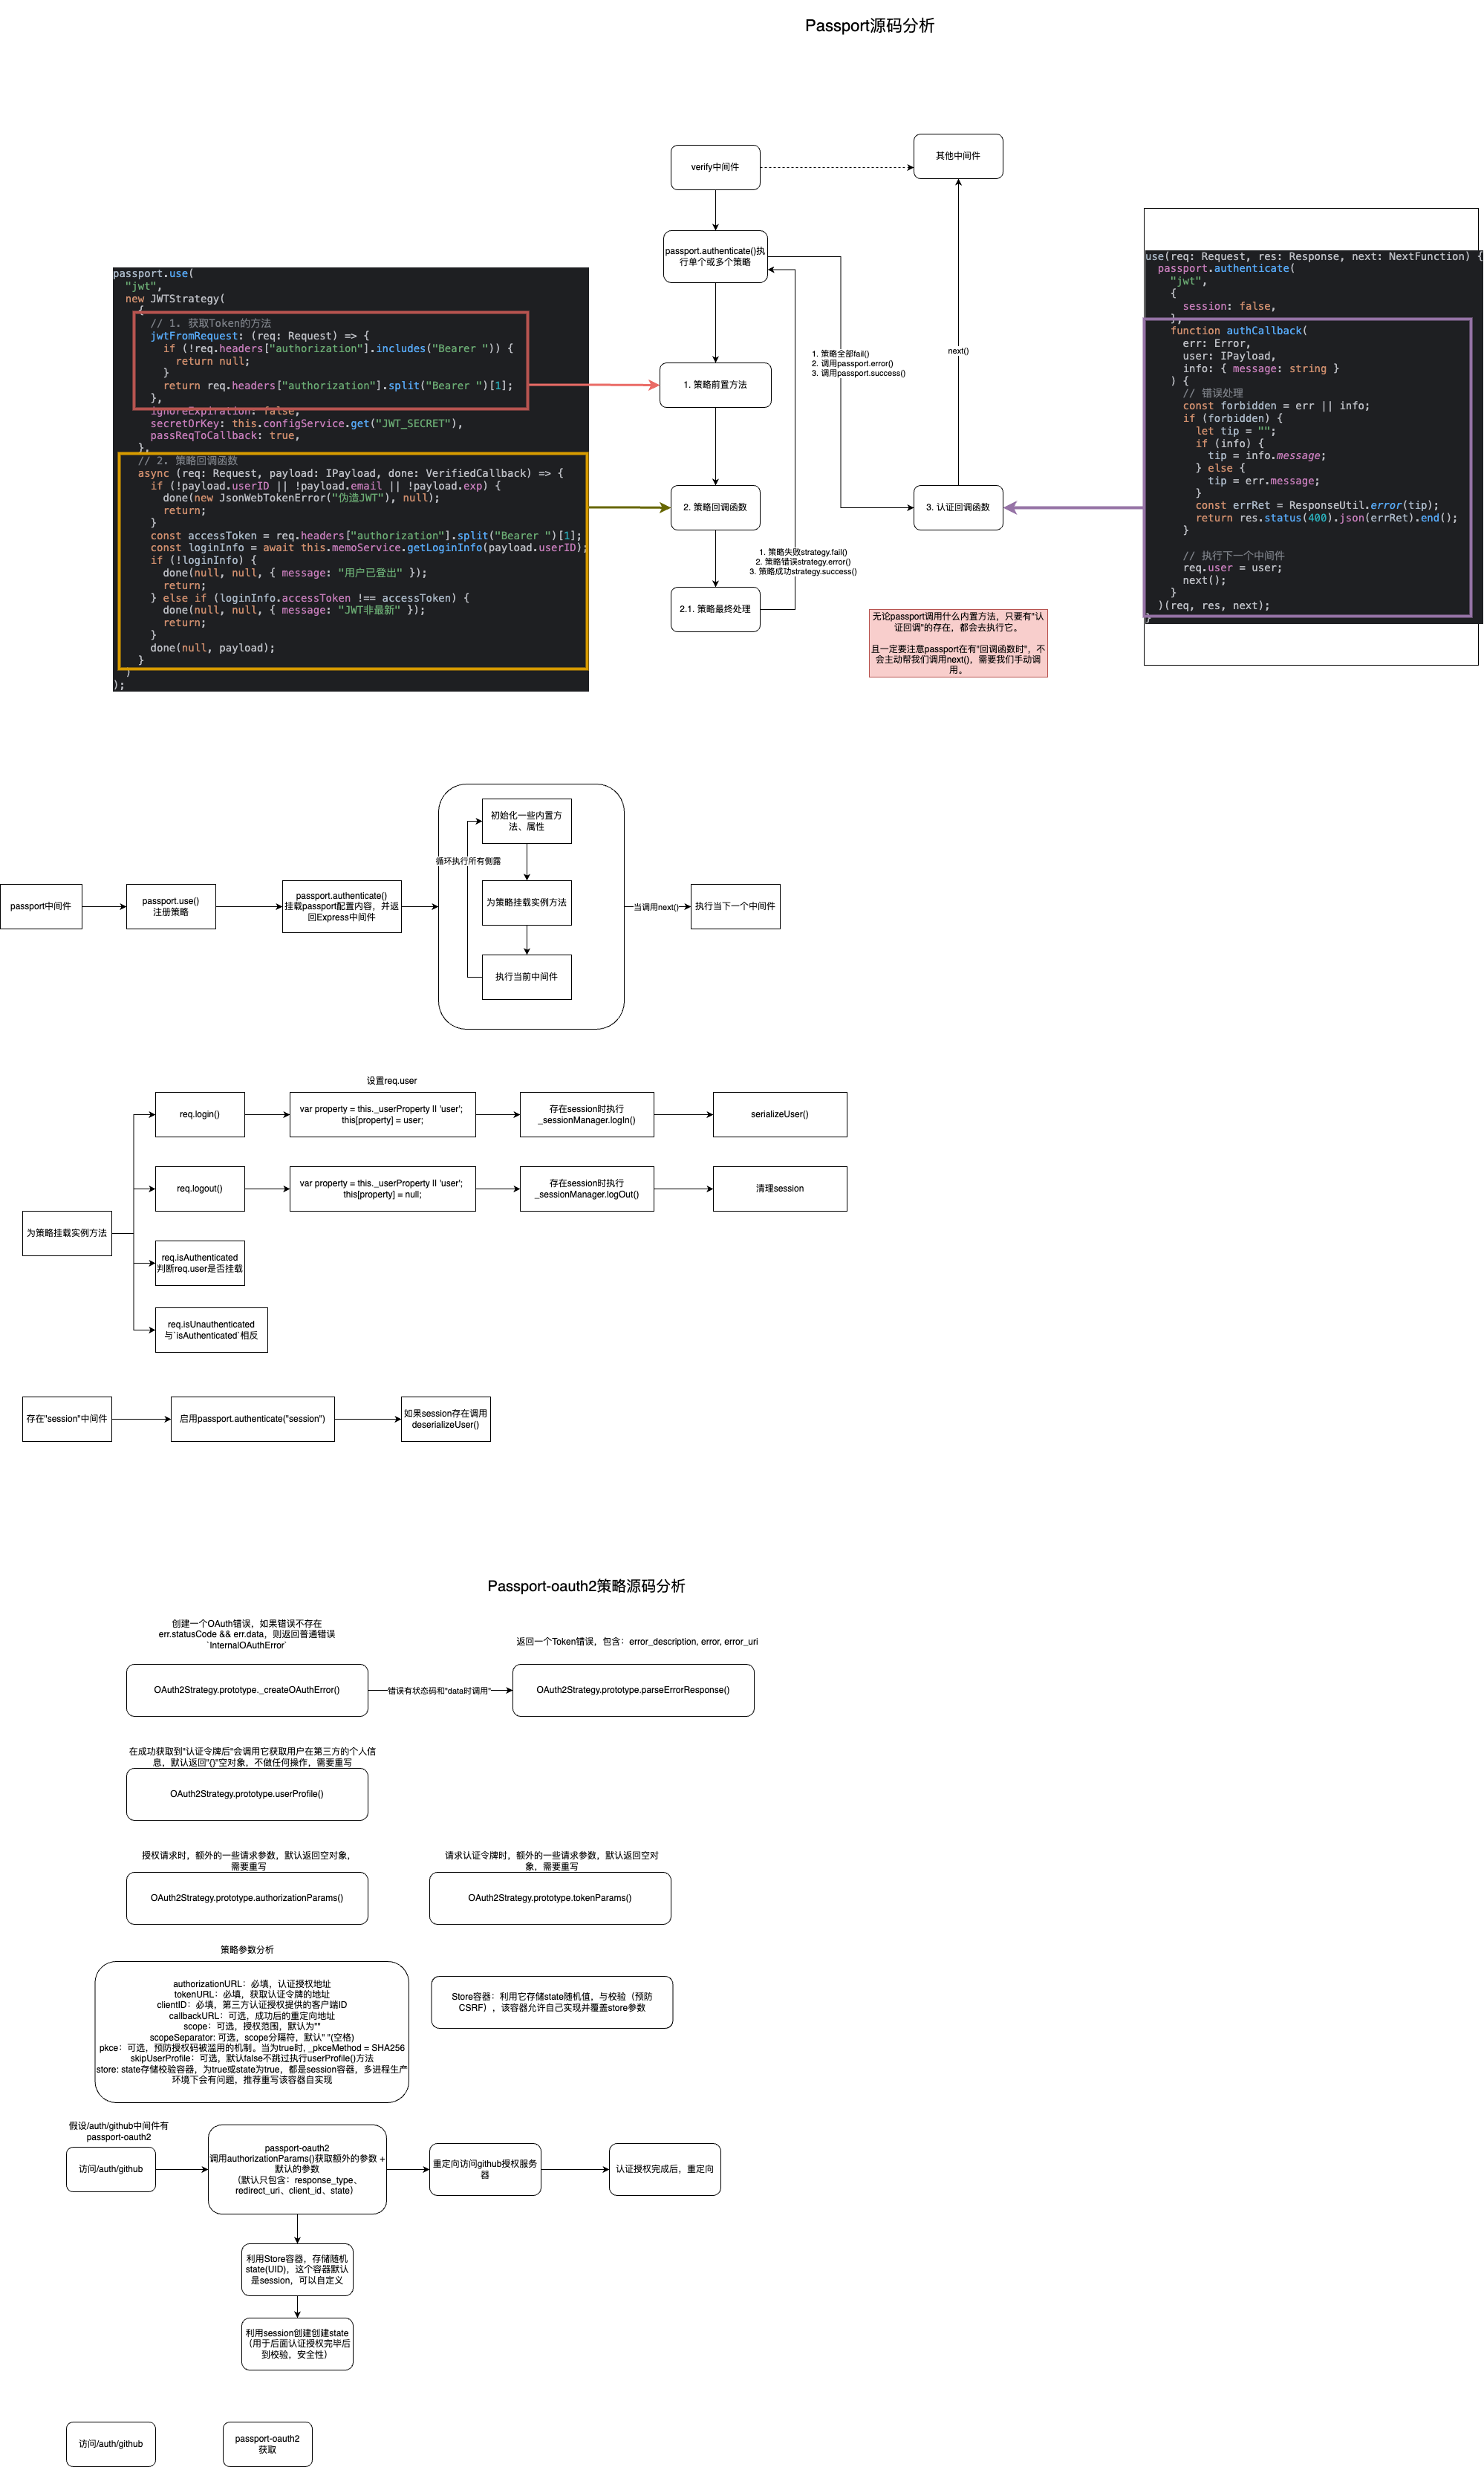 Passport源码分析
verify中间件
其他中间件
passport.authenticate()执
行单个或多个策略
1. 策略全部fail()
2. 调用passport.error()
3. 调用passport.success()
next()
1. 策略前置方法
2. 策略回调函数
3. 认证回调函数
1. 策略失败strategy.fail()
2. 策略错误strategy.error()
3. 策略成功strategy.success()
2.1. 策略最终处理
无论passport调用什么内置方法，只要有"认
证回调"的存在，都会去执行它。
且一定要注意passport在有"回调函数时"，不
会主动帮我们调用next()，需要我们手动调
用。
passport.use(
"jwt",
new JWTStrategy(
{
// 1. 获取Token的方法
jwtFromRequest: (req: Request) => {
if (!req.headers["authorization"].includes("Bearer ")) {
return null;
}
return req.headers["authorization"].split("Bearer ")[1];
},
ignoreExpiration: false,
secretOrKey: this.configService.get("JWT_SECRET"),
passReqToCallback: true,
},
// 2. 策略回调函数
async (req: Request, payload: IPayload, done: VerifiedCallback) => {
if (!payload.userID || !payload.email || !payload.exp) {
done(new JsonWebTokenError("伪造JWT"), null);
return;
}
const accessToken = req.headers["authorization"].split("Bearer ")[1];
const loginInfo = await this.memoService.getLoginInfo(payload.userID);
if (!loginInfo) {
done(null, null, { message: "用户已登出" });
return;
} else if (loginInfo.accessToken !== accessToken) {
done(null, null, { message: "JWT非最新" });
return;
}
done(null, payload);
}
)
);
use(req: Request, res: Response, next: NextFunction) {
passport.authenticate(
"jwt",
{
session: false,
},
function authCallback(
err: Error,
user: IPayload,
info: { message: string }
) {
// 错误处理
const forbidden = err || info;
if (forbidden) {
let tip = "";
if (info) {
tip = info.message;
} else {
tip = err.message;
}
const errRet = ResponseUtil.error(tip);
return res.status(400).json(errRet).end();
}
// 执行下一个中间件
req.user = user;
next();
}
)(req, res, next);
}
passport中间件
passport.use()
注册策略
passport.authenticate()
挂载passport配置内容，并返
回Express中间件
初始化一些内置方
法、属性
循环执行所有侧露
为策略挂载实例方法
执行当前中间件
当调用next()
执行当下一个中间件
设置req.user
req.login()
var property = this._userProperty || 'user';
this[property] = user;
存在session时执行
_sessionManager.logIn()
serializeUser()
req.logout()
var property = this._userProperty || 'user';
this[property] = null;
存在session时执行
_sessionManager.logOut()
清理session
为策略挂载实例方法
req.isAuthenticated
判断req.user是否挂载
req.isUnauthenticated
与`isAuthenticated`相反
存在"session"中间件
启用passport.authenticate("session")
如果session存在调用
deserializeUser()
Passport-oauth2策略源码分析
创建一个OAuth错误，如果错误不存在
err.statusCode && err.data，则返回普通错误
`InternalOAuthError`
返回一个Token错误，包含：error_description, error, error_uri
OAuth2Strategy.prototype._createOAuthError()
错误有状态码和"data时调用"
OAuth2Strategy.prototype.parseErrorResponse()
在成功获取到"认证令牌后"会调用它获取用户在第三方的个人信
息，默认返回"{}"空对象，不做任何操作，需要重写
OAuth2Strategy.prototype.userProfile()
授权请求时，额外的一些请求参数，默认返回空对象，
需要重写
OAuth2Strategy.prototype.authorizationParams()
请求认证令牌时，额外的一些请求参数，默认返回空对
象，需要重写
OAuth2Strategy.prototype.tokenParams()
策略参数分析
authorizationURL：必填，认证授权地址
tokenURL：必填，获取认证令牌的地址
clientID：必填，第三方认证授权提供的客户端ID
callbackURL：可选，成功后的重定向地址
scope：可选，授权范围，默认为""
scopeSeparator: 可选，scope分隔符，默认" "(空格)
pkce：可选，预防授权码被滥用的机制。当为true时, _pkceMethod = SHA256
skipUserProfile：可选，默认false不跳过执行userProfile()方法
store: state存储校验容器，为true或state为true，都是session容器，多进程生产
环境下会有问题，推荐重写该容器自实现
Store容器：利用它存储state随机值，与校验（预防
CSRF），该容器允许自己实现并覆盖store参数
假设/auth/github中间件有
passport-oauth2
访问/auth/github
passport-oauth2
调用authorizationParams()获取额外的参数 +
默认的参数
（默认只包含：response_type、
redirect_uri、client_id、state）
重定向访问github授权服务
器
认证授权完成后，重定向
利用Store容器，存储随机
state(UID)，这个容器默认
是session，可以自定义
利用session创建创建state
（用于后面认证授权完毕后
到校验，安全性）
访问/auth/github
passport-oauth2
获取